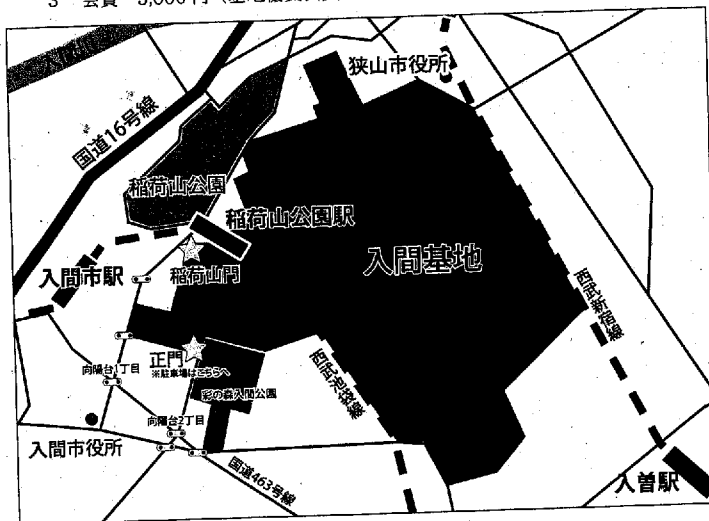 3 会費 3,000円
狭山市役所
国道16号線
稲荷山公園
稲荷山公園駅
入間市駅
稲荷山門
入間基地
西武新宿線
正門
※駐車場はこちらへ
向陽台1丁目
西武池袋線
彩の森入間公園
向陽台2丁目
入間市役所
国道463号線
入曽駅